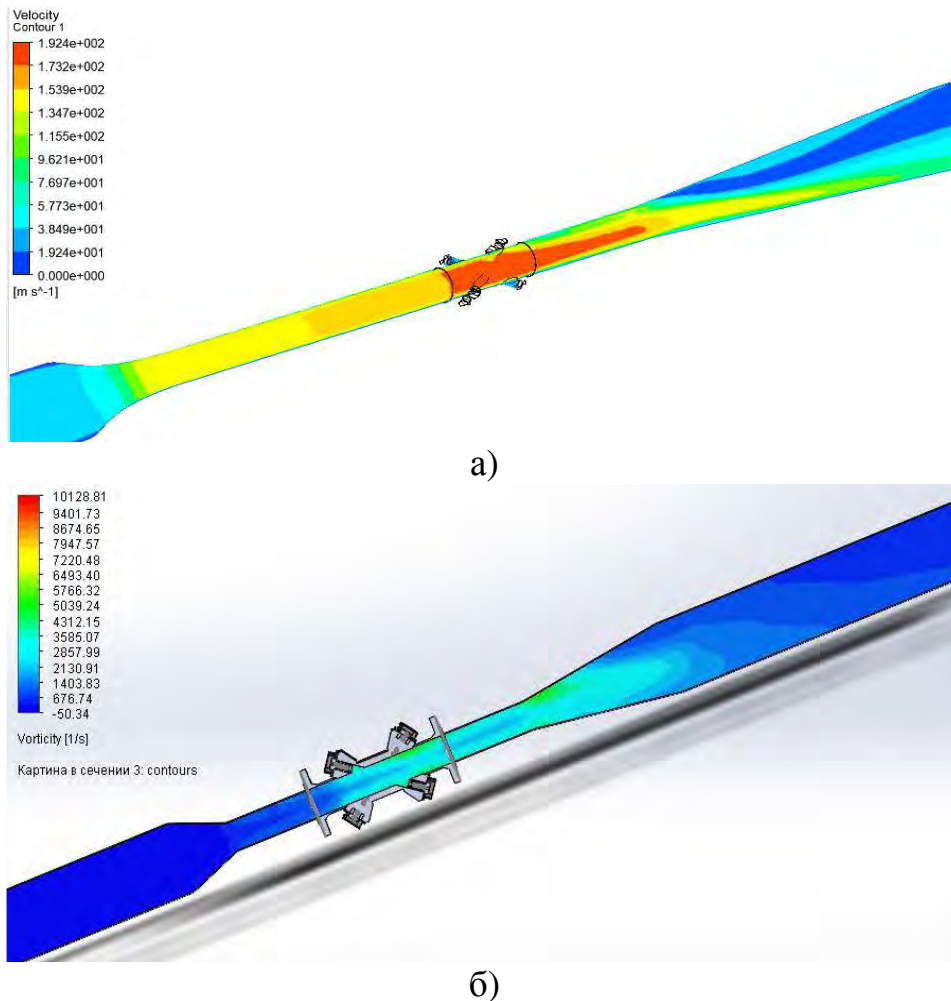 Velocity
Contour 1
1.924e+002
1.732e+002
1.539e+002
1.347e+002
1.155e+002
9.621e+001
7.697e+001
5.773e+001
3.849e+001
1.924e+001
0.000e+000
[m s^-1]
а)
10128.81
9401.73
8674.65
7947.57
7220.48
6493.40
5766.32
5039.24
4312.15
3585.07
2857.99
2130.91
1403.83
676.74
-50.34
Vorticity [1/s]
Картина в сечении 3: contours
б)